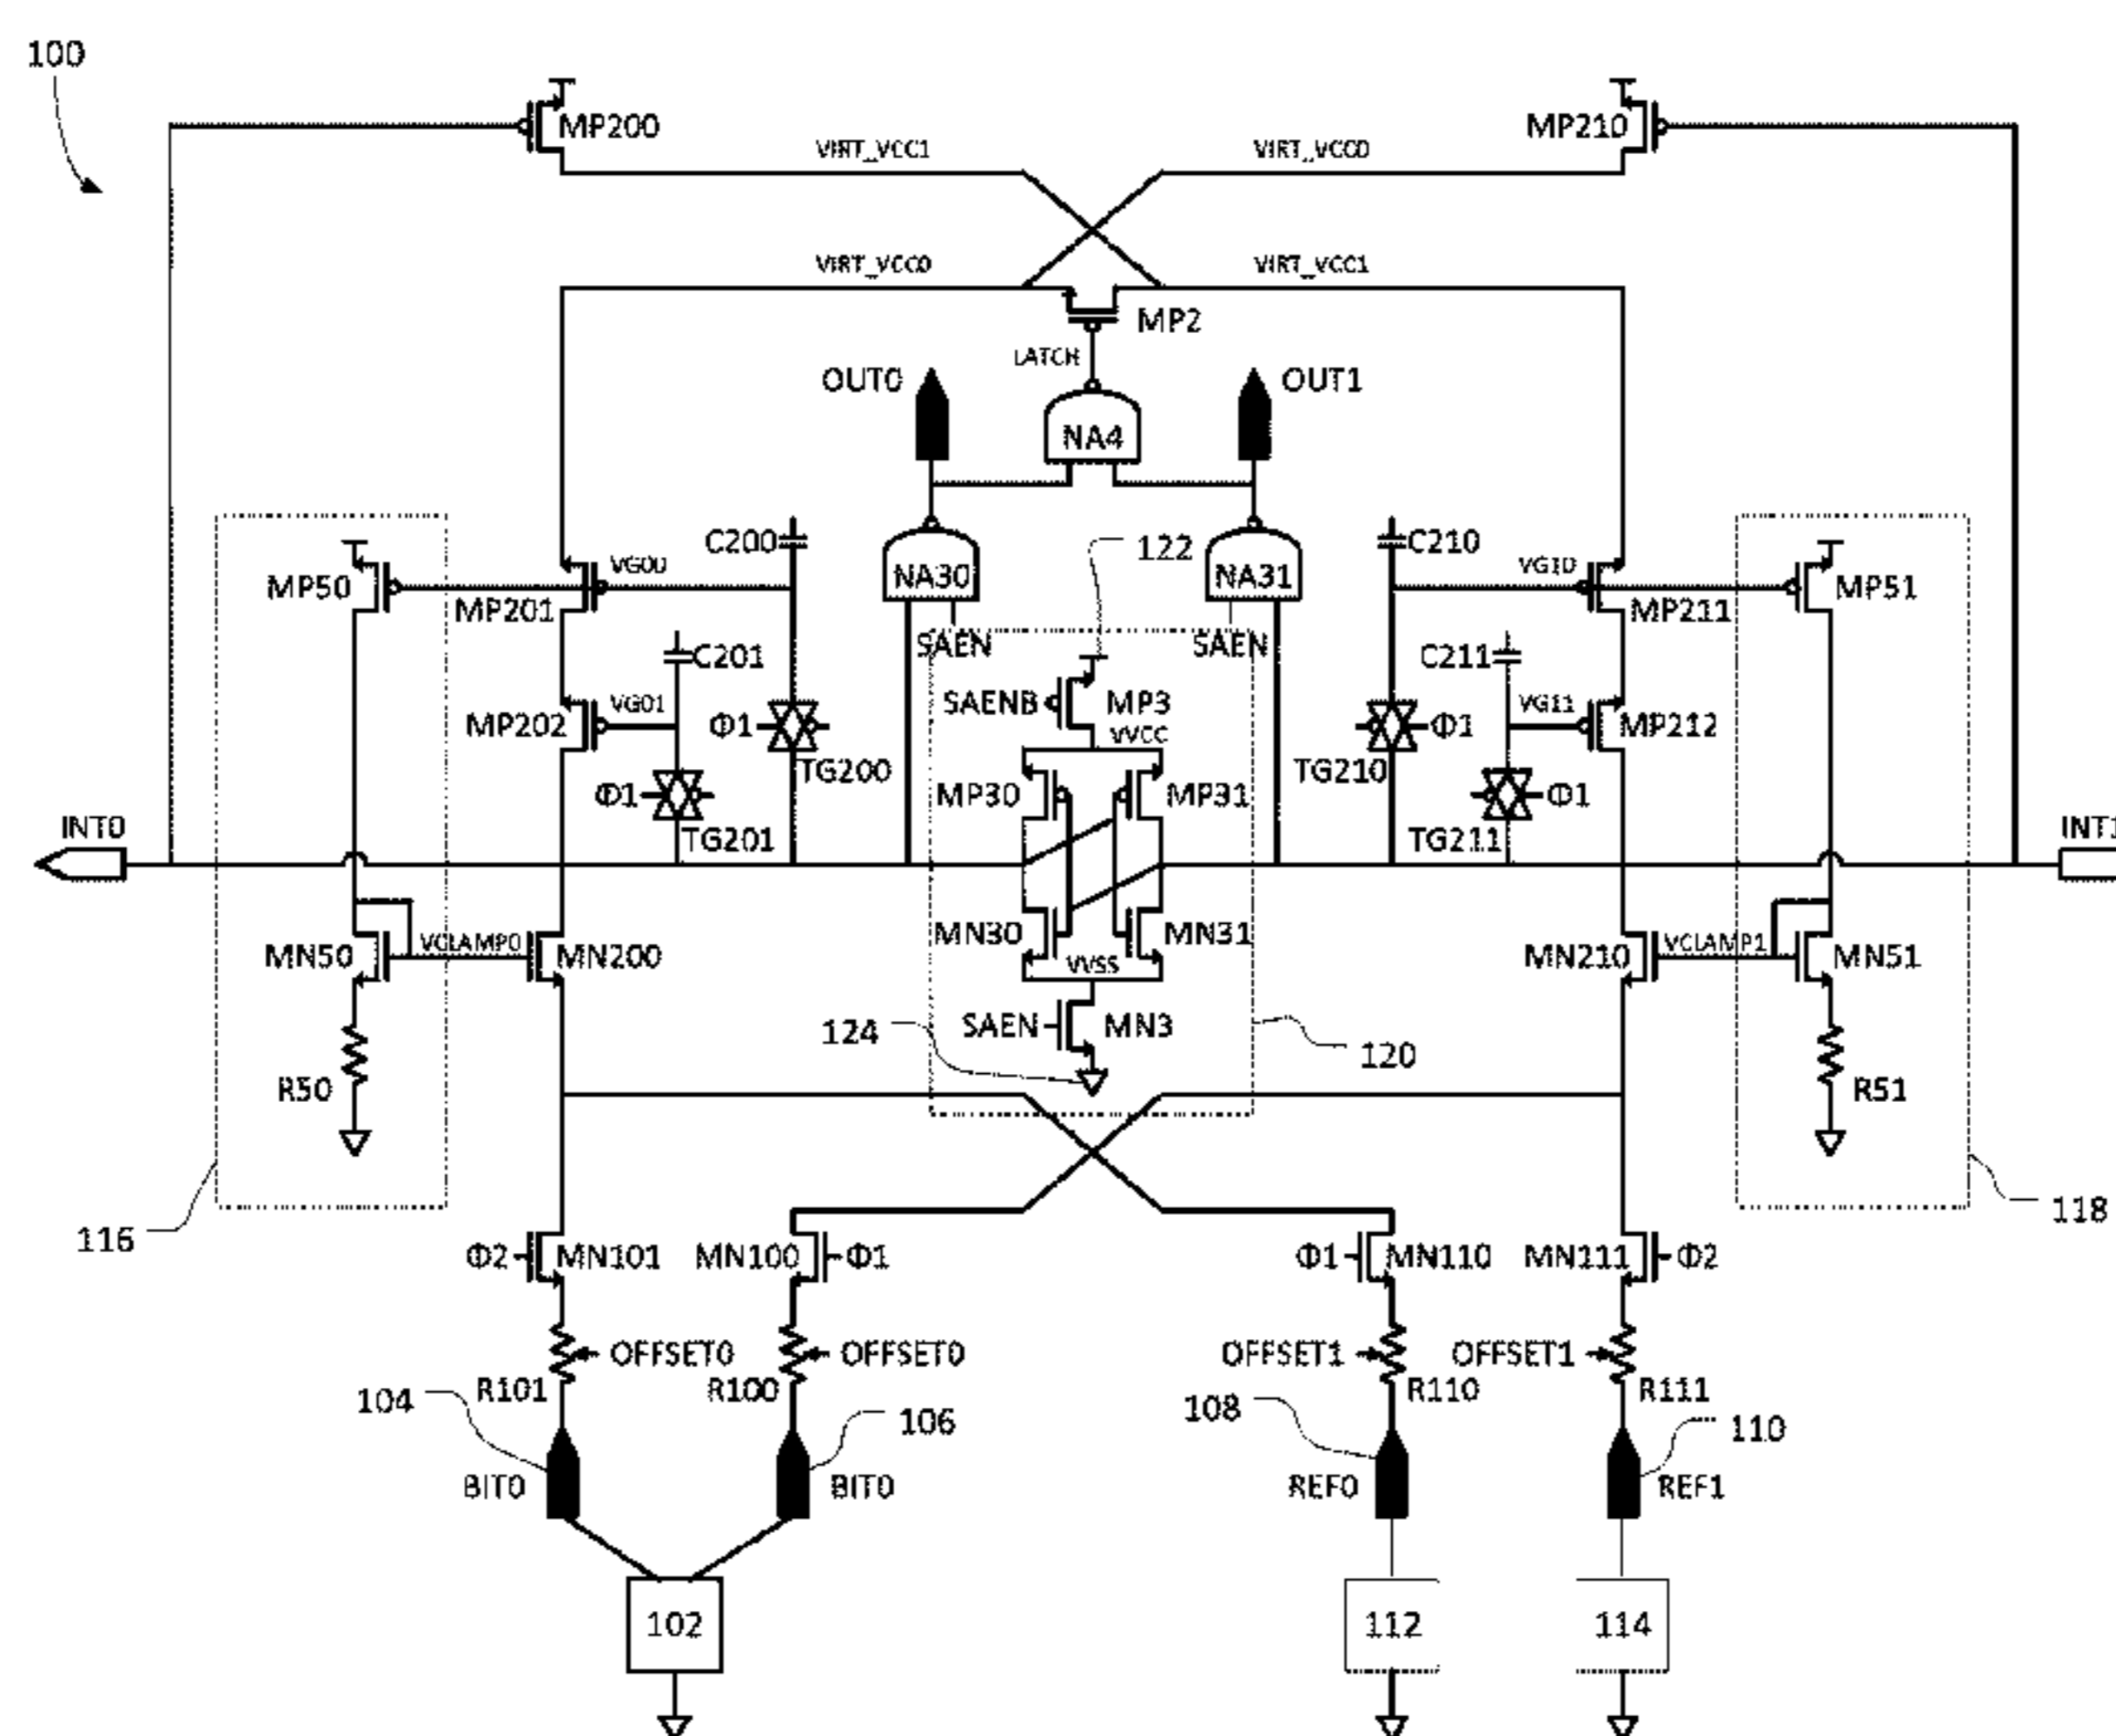 100
MP200
MP210
VIRT_VCC1
VIRT_VCC0
VIRT_VCC0
VIRT_VCC1
MP2
LATCH
OUT0
OUT1
NA4
C200
C210
122
NA30
NA31
MP50
VG00
MP201
VG10
MP211
MP51
SAEN
SAEN
C201
C211
SAENB
MP3
VG01
VG11
MP202
Φ1
Φ1
MP212
VVCC
TG200
TG210
MP30
MP31
Φ1
Φ1
INT0
TG201
TG211
INT1
MN50
VCLAMP0
MN200
MN30
MN31
MN210
VCLAMP1
MN51
VVSS
124
SAEN
MN3
120
R50
R51
116
118
Φ2
MN101
MN100
Φ1
Φ1
MN110
MN111
Φ2
OFFSET0
OFFSET0
OFFSET1
OFFSET1
R101
R100
R110
R111
104
106
108
110
BIT0
BIT0
REF0
REF1
102
112
114